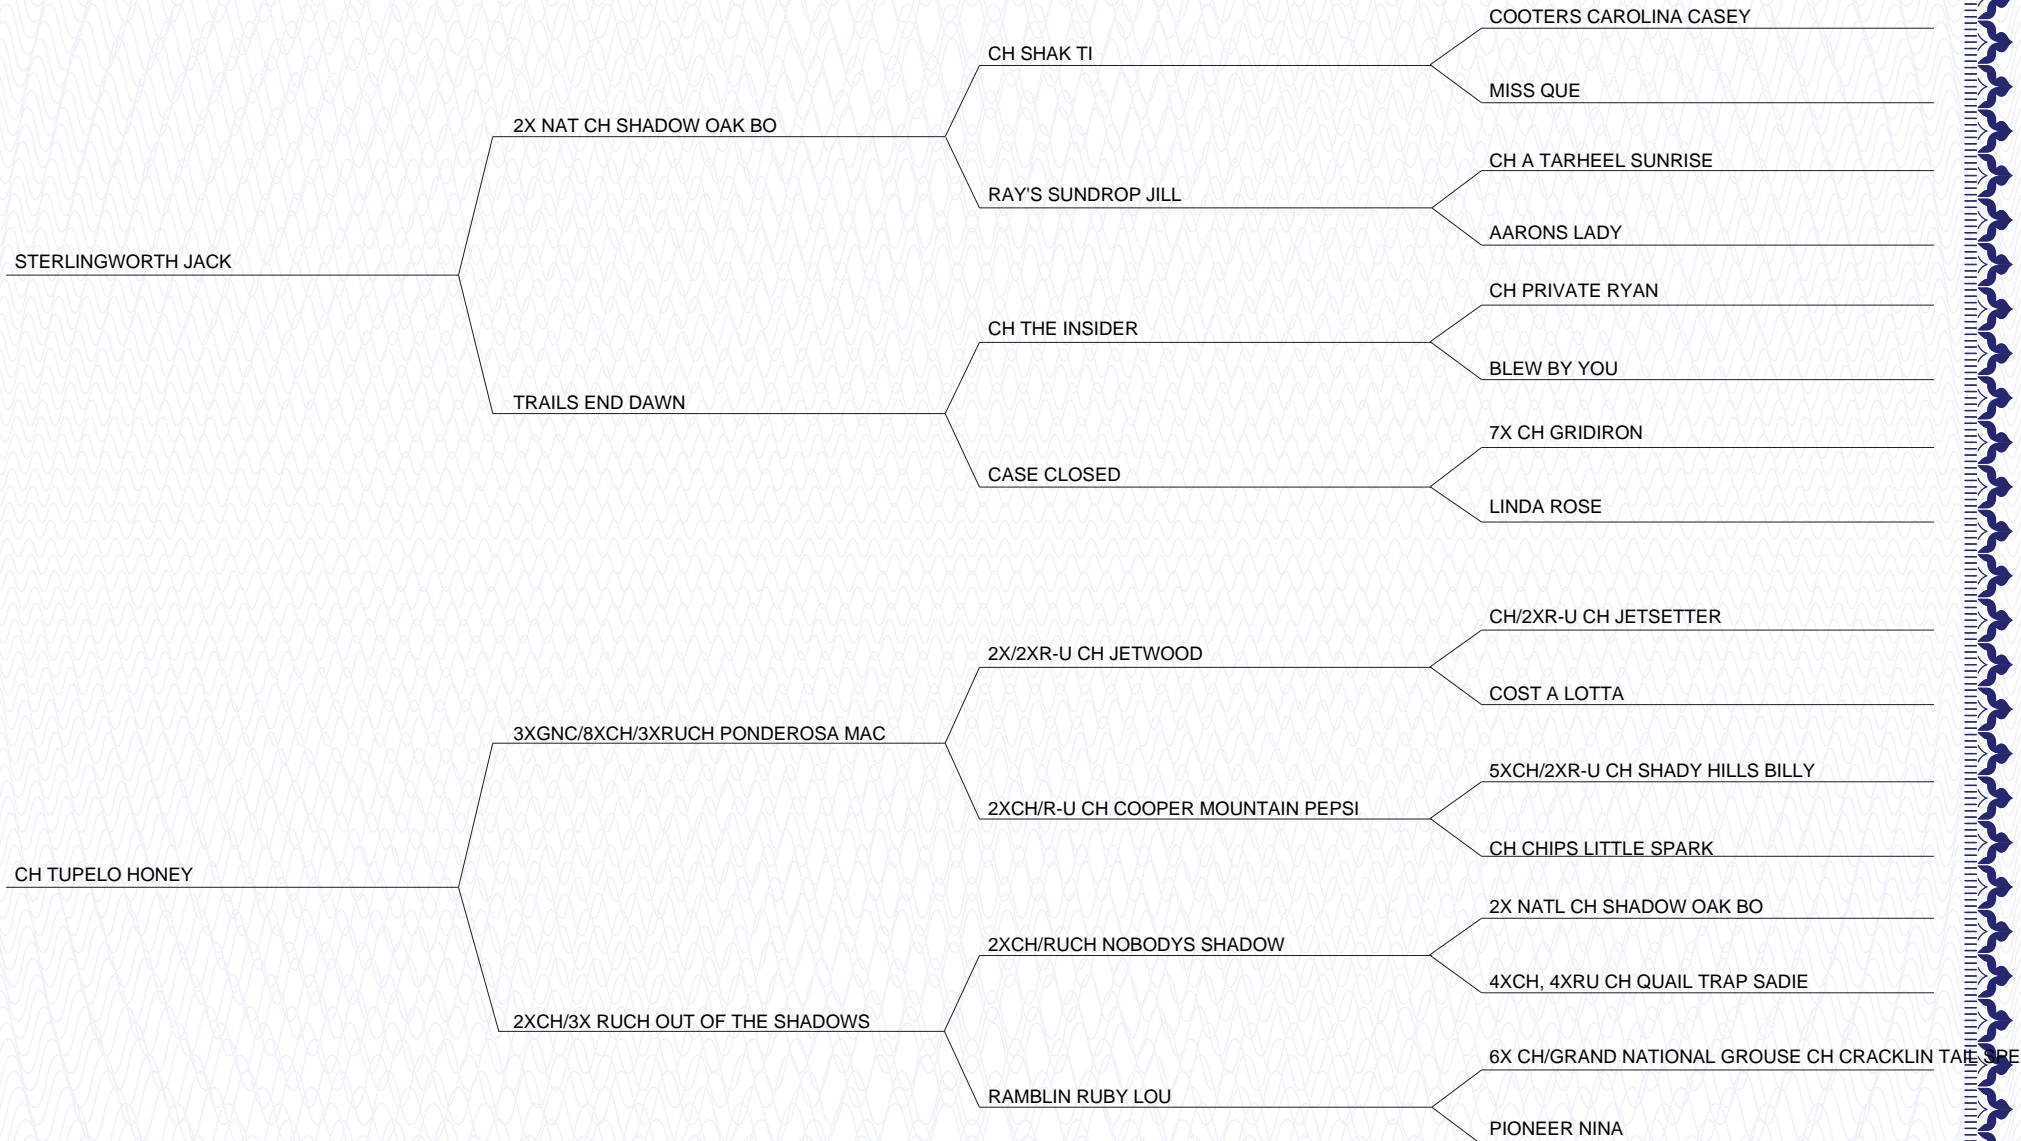 COOTERS CAROLINA CASEY
CH SHAK TI
MISS QUE
2X NAT CH SHADOW OAK BO
CH A TARHEEL SUNRISE
RAY'S SUNDROP JILL
AARONS LADY
STERLINGWORTH JACK
CH PRIVATE RYAN
CH THE INSIDER
BLEW BY YOU
TRAILS END DAWN
7X CH GRIDIRON
CASE CLOSED
LINDA ROSE
CH/2XR-U CH JETSETTER
2X/2XR-U CH JETWOOD
COST A LOTTA
3XGNC/8XCH/3XRUCH PONDEROSA MAC
5XCH/2XR-U CH SHADY HILLS BILLY
2XCH/R-U CH COOPER MOUNTAIN PEPSI
CH CHIPS LITTLE SPARK
CH TUPELO HONEY
2X NATL CH SHADOW OAK BO
2XCH/RUCH NOBODYS SHADOW
4XCH, 4XRU CH QUAIL TRAP SADIE
2XCH/3X RUCH OUT OF THE SHADOWS
6X CH/GRAND NATIONAL GROUSE CH CRACKLIN TAIL
RAMBLIN RUBY LOU
PIONEER NINA